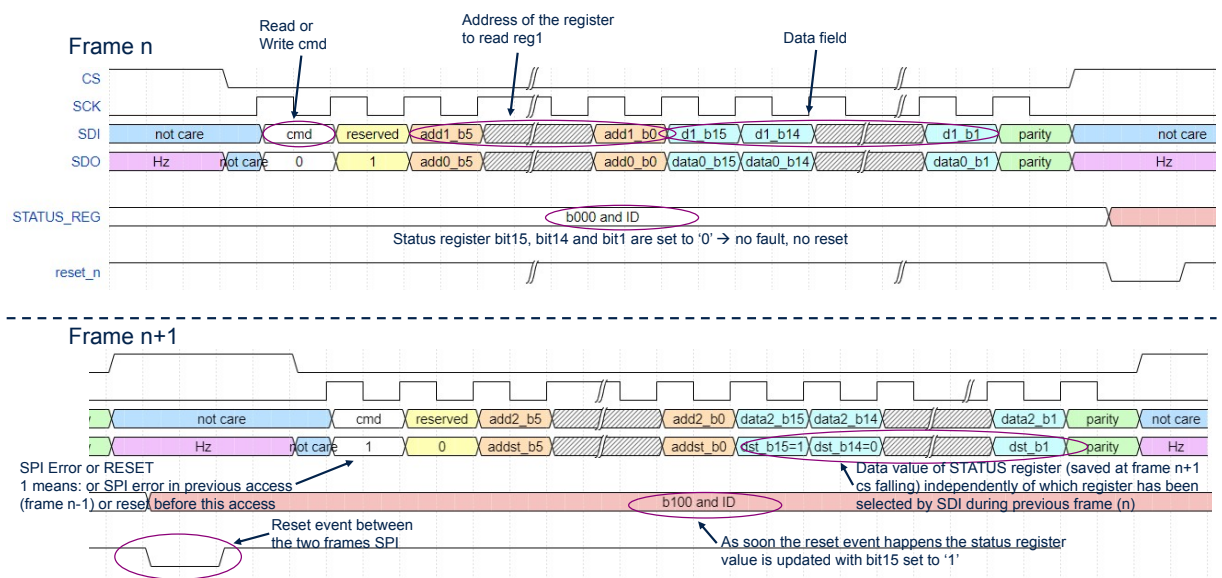 Frame n
Read or
Write cmd
Address of the register
to read reg1
Data field
CS
SCK
SDI
not care
cmd
reserved
add1_b5
add1_b0
d1_b15
d1_b14
d1_b1
parity
not care
SDO
Hz
not care
0
1
add0_b5
add0_b0
data0_b15
data0_b14
data0_b1
parity
Hz
STATUS_REG
b000 and ID
Status register bit15, bit14 and bit1 are set to ‘0’ → no fault, no reset
reset_n
Frame n+1
not care
cmd
reserved
add2_b5
add2_b0
data2_b15
data2_b14
data2_b1
parity
not care
Hz
not care
1
0
addst_b5
addst_b0
dst_b15=1
dst_b14=0
dst_b1
parity
Hz
SPI Error or RESET
1 means: or SPI error in previous access
(frame n-1) or reset before this access
Data value of STATUS register (saved at frame n+1
cs falling) independently of which register has been
selected by SDI during previous frame (n)
b100 and ID
Reset event between
the two frames SPI
As soon the reset event happens the status register
value is updated with bit15 set to ‘1’